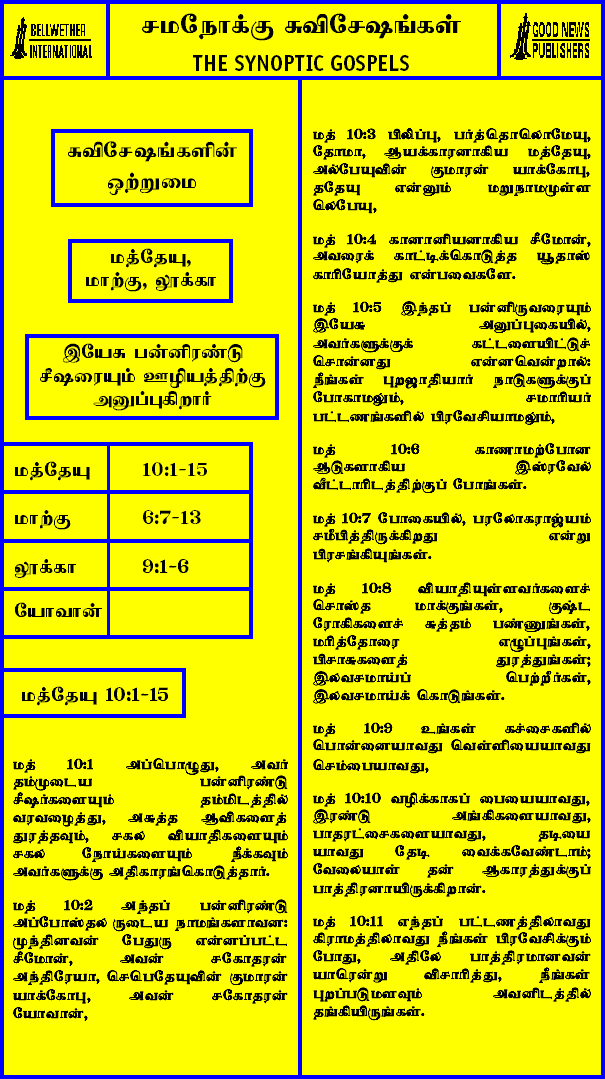 BELLWETHER
INTERNATIONAL
சமநோக்கு சுவிசேஷங்கள்
THE SYNOPTIC GOSPELS
GOOD NEWS
PUBLISHERS
சுவிசேஷங்களின்
ஒற்றுமை
மத்தேயு,
மாற்கு, லூக்கா
இயேசு பன்னிரண்டு
சீஷரையும் ஊழியத்திற்கு
அனுப்புகிறார்
மத்தேயு 10:1-15
மாற்கு 6:7-13
லூக்கா 9:1-6
யோவான்
மத்தேயு 10:1-15
மத் 10:1 அப்பொழுது, அவர்
தம்முடைய பன்னிரண்டு
சீஷர்களையும் தம்மிடத்தில்
வரவழைத்து, அசுத்த ஆவிகளைத்
துரத்தவும், சகல வியாதிகளையும்
சகல நோய்களையும் நீக்கவும்
அவர்களுக்கு அதிகாரங்கொடுத்தார்.
மத் 10:2 அந்தப் பன்னிரண்டு
அப்போஸ்தல ருடைய நாமங்களாவன:
முந்தினவன் பேதுரு என்னப்பட்ட
சீமோன், அவன் சகோதரன்
அந்திரேயா, செபெதேயுவின் குமாரன்
யாக்கோபு, அவன் சகோதரன்
யோவான்,
மத் 10:3 பிலிப்பு, பர்த்தொலொமேயு,
தோமா, ஆயக்காரனாகிய மத்தேயு,
அல்பேயுவின் குமாரன் யாக்கோபு,
ததேயு என்னும் மறுநாமமுள்ள
லெபேயு,
மத் 10:4 கானானியனாகிய சீமோன்,
அவரைக் காட்டிக்கொடுத்த யூதாஸ்
காரியோத்து என்பவைகளே.
மத் 10:5 இந்தப் பன்னிருவரையும்
இயேசு அனுப்புகையில்,
அவர்களுக்குக் கட்டளையிட்டுச்
சொன்னது என்னவென்றால்:
நீங்கள் புறஜாதியார் நாடுகளுக்குப்
போகாமலும், சமாரியர்
பட்டணங்களில் பிரவேசியாமலும்,
மத் 10:6 காணாமற்போன
ஆடுகளாகிய இஸ்ரவேல்
வீட்டாரிடத்திற்குப் போங்கள்.
மத் 10:7 போகையில், பரலோகராஜ்யம்
சமீபித்திருக்கிறது என்று
பிரசங்கியுங்கள்.
மத் 10:8 வியாதியுள்ளவர்களைச்
சொஸ்த மாக்குங்கள், குஷ்ட
ரோகிகளைச் சுத்தம் பண்ணுங்கள்,
மரித்தோரை எழுப்புங்கள்,
பிசாசுகளைத் துரத்துங்கள்;
இலவசமாய்ப் பெற்றீர்கள்,
இலவசமாய்க் கொடுங்கள்.
மத் 10:9 உங்கள் கச்சைகளில்
பொன்னையாவது வெள்ளியையாவது
செம்பையாவது,
மத் 10:10 வழிக்காகப் பையையாவது,
இரண்டு அங்கிகளையாவது,
பாதரட்சைகளையாவது, தடியை
யாவது தேடி வைக்கவேண்டாம்;
வேலையாள் தன் ஆகாரத்துக்குப்
பாத்திரனாயிருக்கிறான்.
மத் 10:11 எந்தப் பட்டணத்திலாவது
கிராமத்திலாவது நீங்கள் பிரவேசிக்கும்
போது, அதிலே பாத்திரமானவன்
யாரென்று விசாரித்து, நீங்கள்
புறப்படுமளவும் அவனிடத்தில்
தங்கியிருங்கள்.